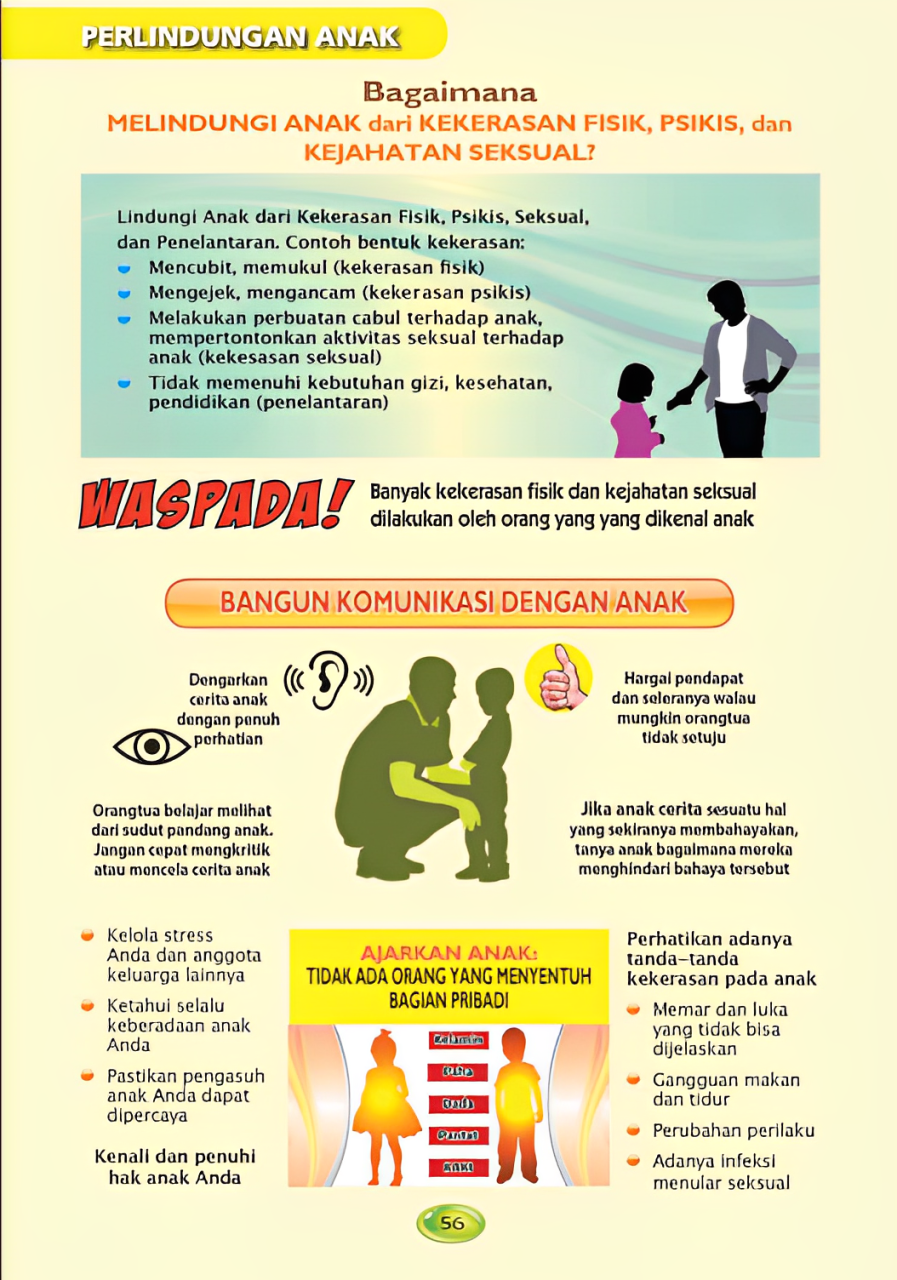 PERLINDUNGAN ANAK
Bagaimana
MELINDUNGI ANAK dari KEKERASAN FISIK, PSIKIS, dan
KEJAHATAN SEKSUAL?
Lindungi Anak dari Kekerasan Fisik, Psikis, Seksual,
dan Penelantaran. Contoh bentuk kekerasan:
Mencubit, memukul (kekerasan fisik)
Mengejek, mengancam (kekerasan psikis)
Melakukan perbuatan cabul terhadap anak,
mempertontonkan aktivitas seksual terhadap
anak (kekesasan seksual)
Tidak memenuhi kebutuhan gizi, kesehatan,
pendidikan (penelantaran)
WASPADA!
Banyak kekerasan fisik dan kejahatan seksual
dilakukan oleh orang yang yang dikenal anak
BANGUN KOMUNIKASI DENGAN ANAK
Dengarkan
cerita anak
dengan penuh
perhatian
Hargai pendapat
dan seleranya walau
mungkin orangtua
tidak setuju
Orangtua belajar melihat
dari sudut pandang anak.
Jangan cepat mengkritik
atau mencela cerita anak
Jika anak cerita sesuatu hal
yang sekiranya membahayakan,
tanya anak bagaimana mereka
menghindari bahaya tersebut
Kelola stress
Anda dan anggota
keluarga lainnya
Ketahui selalu
keberadaan anak
Anda
Pastikan pengasuh
anak Anda dapat
dipercaya
Kenali dan penuhi
hak anak Anda
AJARKAN ANAK:
TIDAK ADA ORANG YANG MENYENTUH
BAGIAN PRIBADI
Perhatikan adanya
tanda-tanda
kekerasan pada anak
Memar dan luka
yang tidak bisa
dijelaskan
Gangguan makan
dan tidur
Perubahan perilaku
Adanya infeksi
menular seksual
56